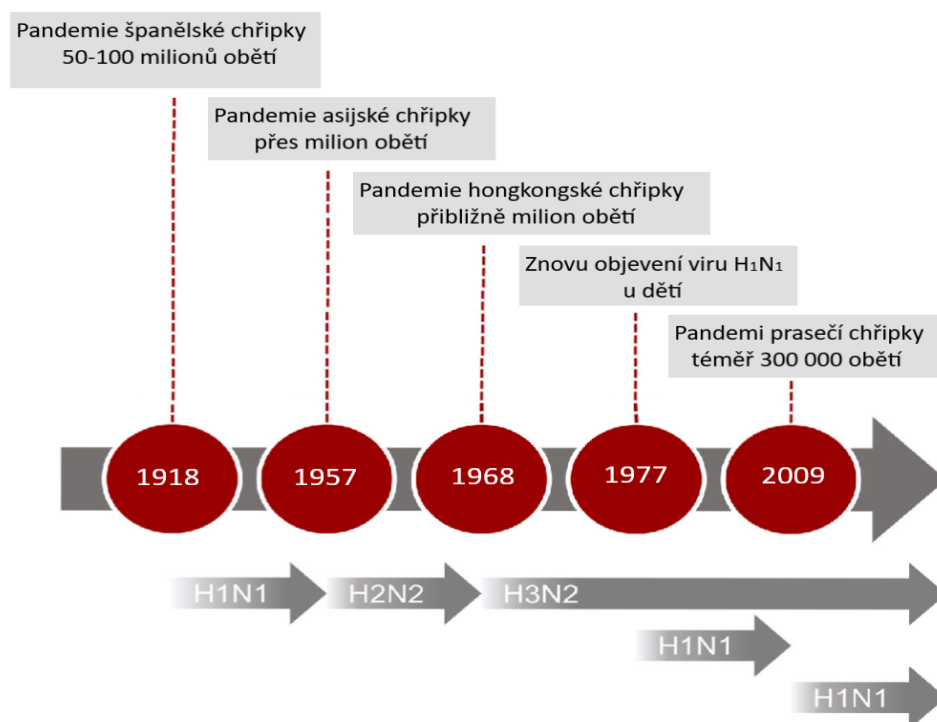 Pandemie španělské chřipky
50-100 milionů obětí
Pandemie asijské chřipky
přes milion obětí
Pandemie hongkongské chřipky
přibližně milion obětí
Znovu objevení viru H₁N₁
u dětí
Pandemi prasečí chřipky
téměř 300 000 obětí
1918
1957
1968
1977
2009
H1N1
H2N2
H3N2
H1N1
H1N1